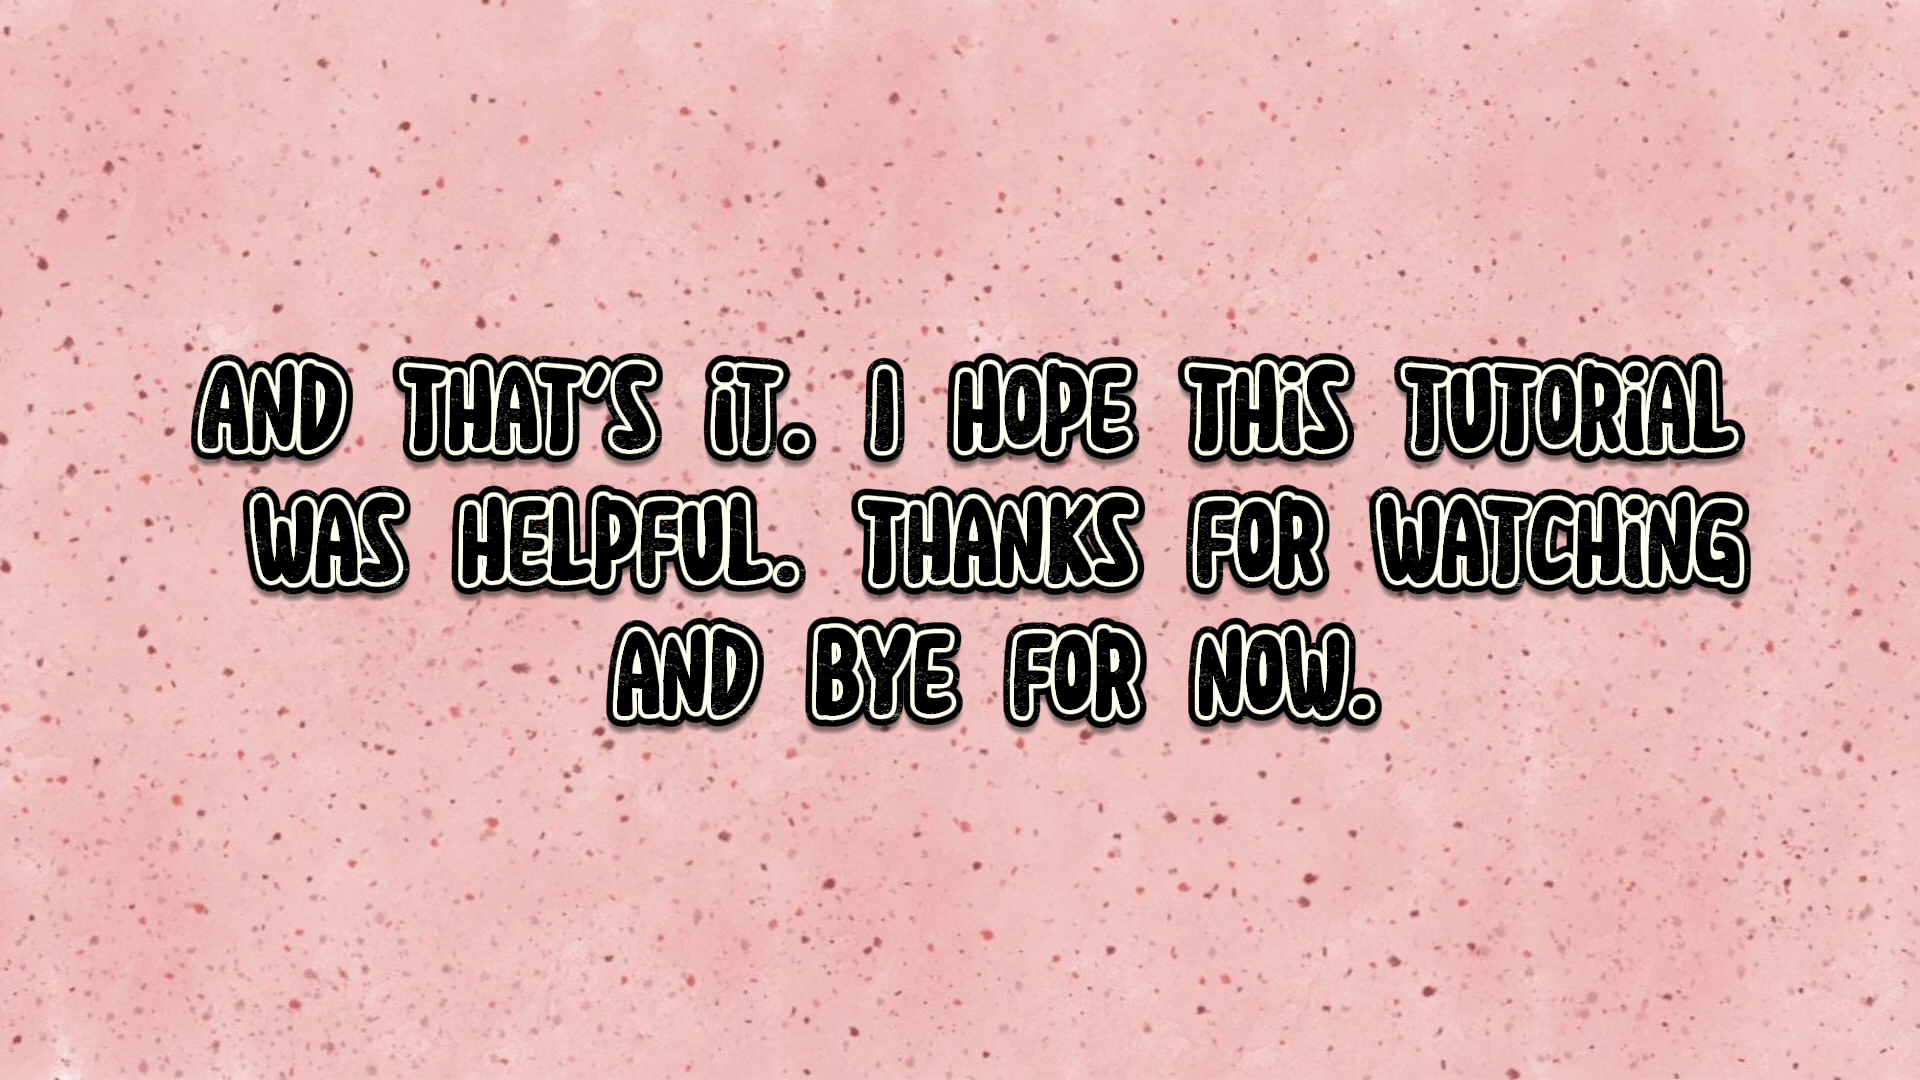 AND THAT'S iT. I HOPE THiS TUTORiAL
WAS HELPFUL. THANKS FOR WATCHiNG
AND BYE FOR NOW.